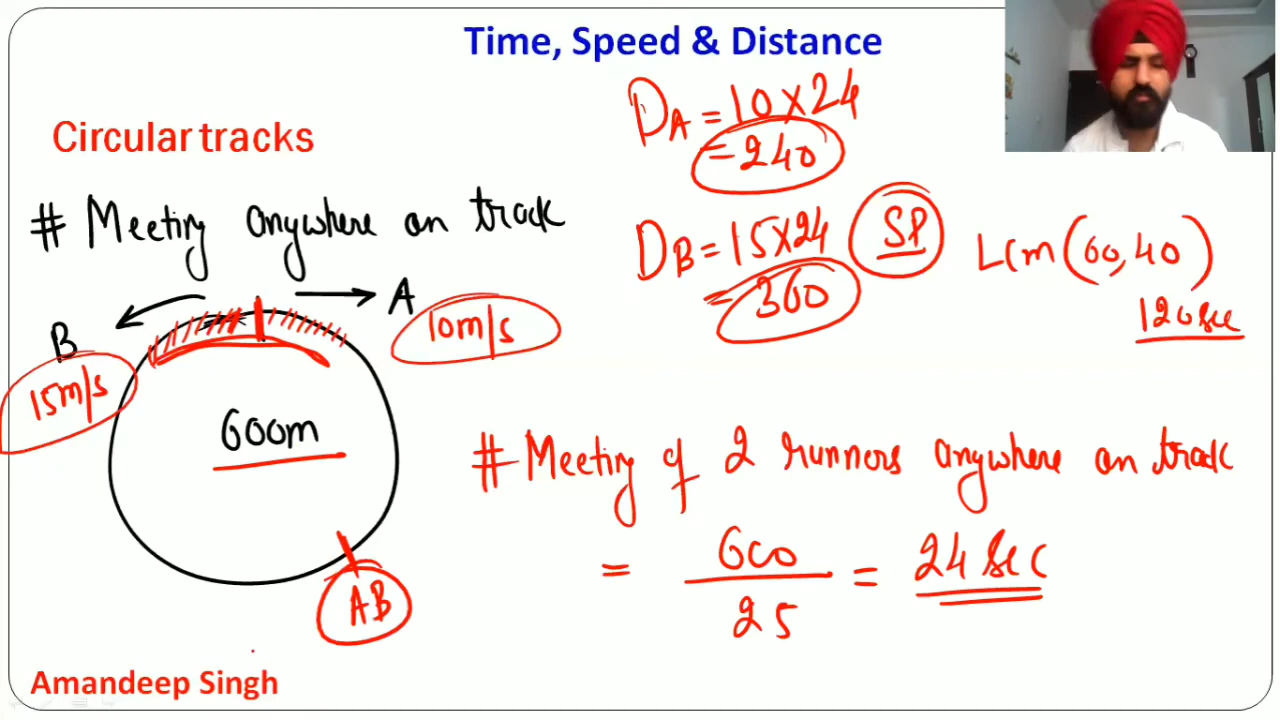 Time, Speed & Distance
Circular tracks
# Meeting anywhere on track
B
A
15m/s
10m/s
600m
AB
DA = 10×24
= 240
DB = 15×24
= 360
SP
LCm (60,40)
120sec
# Meeting of 2 runners anywhere on track
= 600/25 = 24 sec
Amandeep Singh